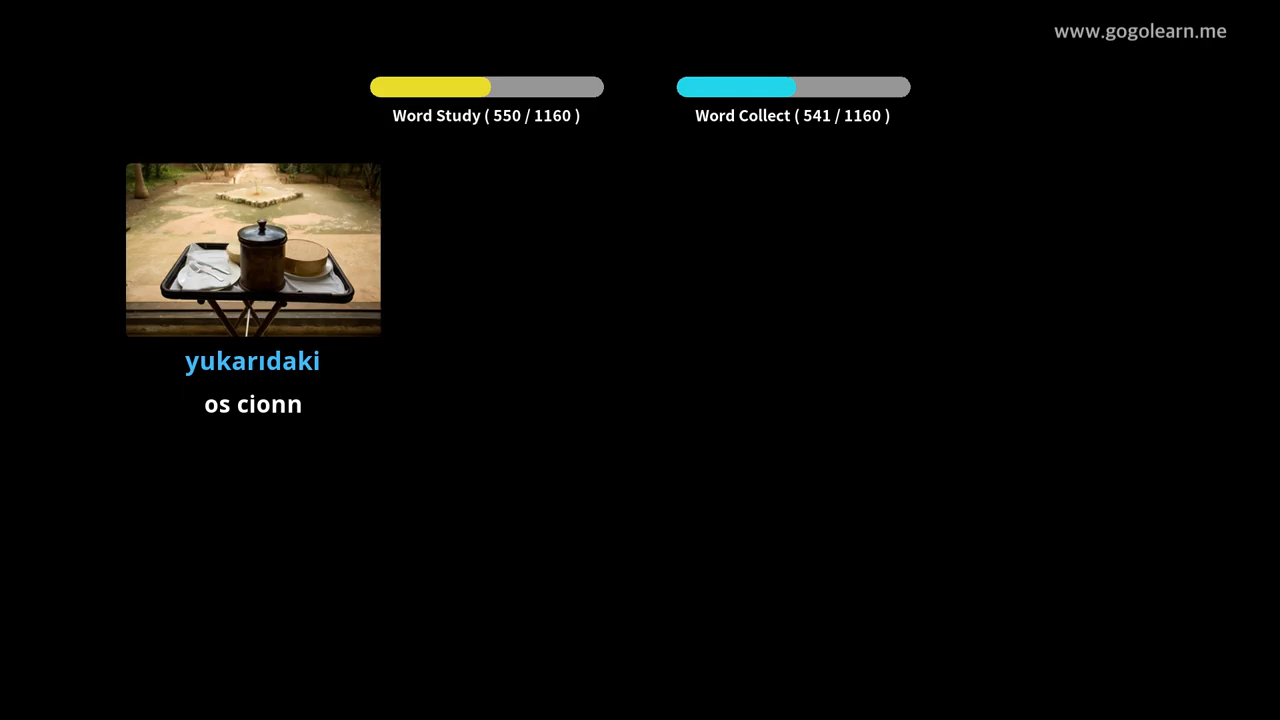 www.gogolearn.me
Word Study ( 550 / 1160 )
Word Collect ( 541 / 1160 )
yukarıdaki
os cionn